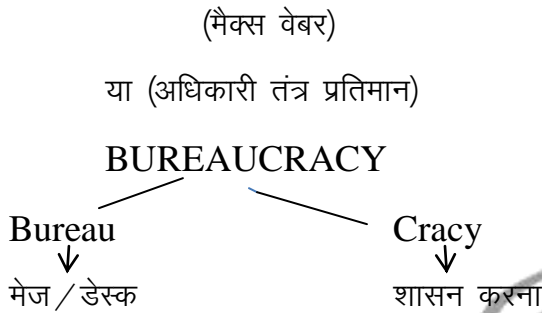 (मैक्स वेबर)
या (अधिकारी तंत्र प्रतिमान)
BUREAUCRACY
Bureau Cracy
मेज / डेस्क शासन करना